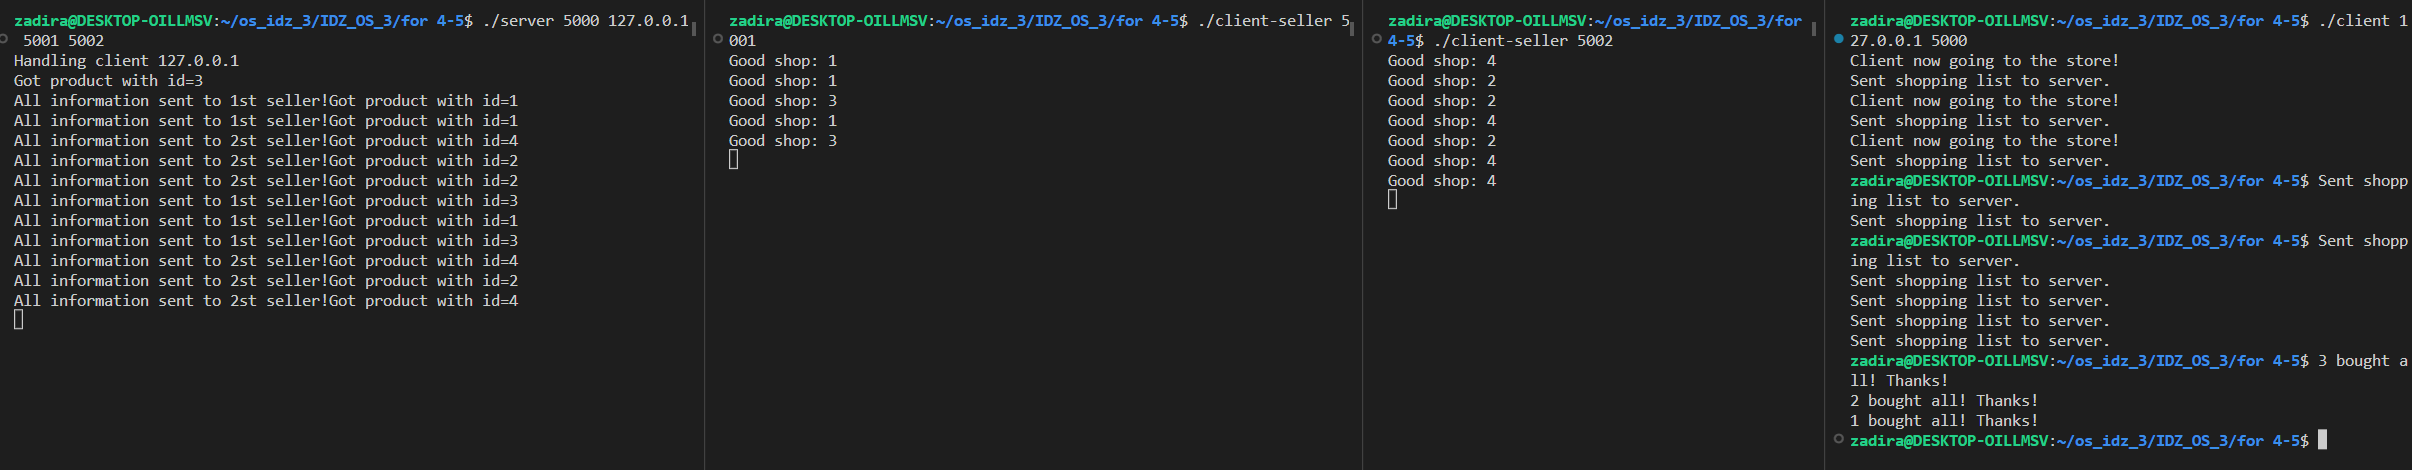 zadira@DESKTOP-OILLMSV:~/os_idz_3/IDZ_OS_3/for 4-5$ ./server 5000 127.0.0.1
 5001 5002
Handling client 127.0.0.1
Got product with id=3
All information sent to 1st seller!Got product with id=1
All information sent to 1st seller!Got product with id=1
All information sent to 2st seller!Got product with id=4
All information sent to 2st seller!Got product with id=2
All information sent to 2st seller!Got product with id=2
All information sent to 1st seller!Got product with id=3
All information sent to 1st seller!Got product with id=1
All information sent to 1st seller!Got product with id=3
All information sent to 2st seller!Got product with id=4
All information sent to 2st seller!Got product with id=2
All information sent to 2st seller!Got product with id=4
zadira@DESKTOP-OILLMSV:~/os_idz_3/IDZ_OS_3/for 4-5$ ./client-seller 5
001
Good shop: 1
Good shop: 1
Good shop: 3
Good shop: 1
Good shop: 3
zadira@DESKTOP-OILLMSV:~/os_idz_3/IDZ_OS_3/for
4-5$ ./client-seller 5002
Good shop: 4
Good shop: 2
Good shop: 2
Good shop: 4
Good shop: 2
Good shop: 4
Good shop: 4
zadira@DESKTOP-OILLMSV:~/os_idz_3/IDZ_OS_3/for 4-5$ ./client 1
27.0.0.1 5000
Client now going to the store!
Sent shopping list to server.
Client now going to the store!
Sent shopping list to server.
Client now going to the store!
Sent shopping list to server.
zadira@DESKTOP-OILLMSV:~/os_idz_3/IDZ_OS_3/for 4-5$ Sent shopp
ing list to server.
Sent shopping list to server.
zadira@DESKTOP-OILLMSV:~/os_idz_3/IDZ_OS_3/for 4-5$ Sent shopp
ing list to server.
Sent shopping list to server.
Sent shopping list to server.
Sent shopping list to server.
Sent shopping list to server.
zadira@DESKTOP-OILLMSV:~/os_idz_3/IDZ_OS_3/for 4-5$ 3 bought a
ll! Thanks!
2 bought all! Thanks!
1 bought all! Thanks!
zadira@DESKTOP-OILLMSV:~/os_idz_3/IDZ_OS_3/for 4-5$